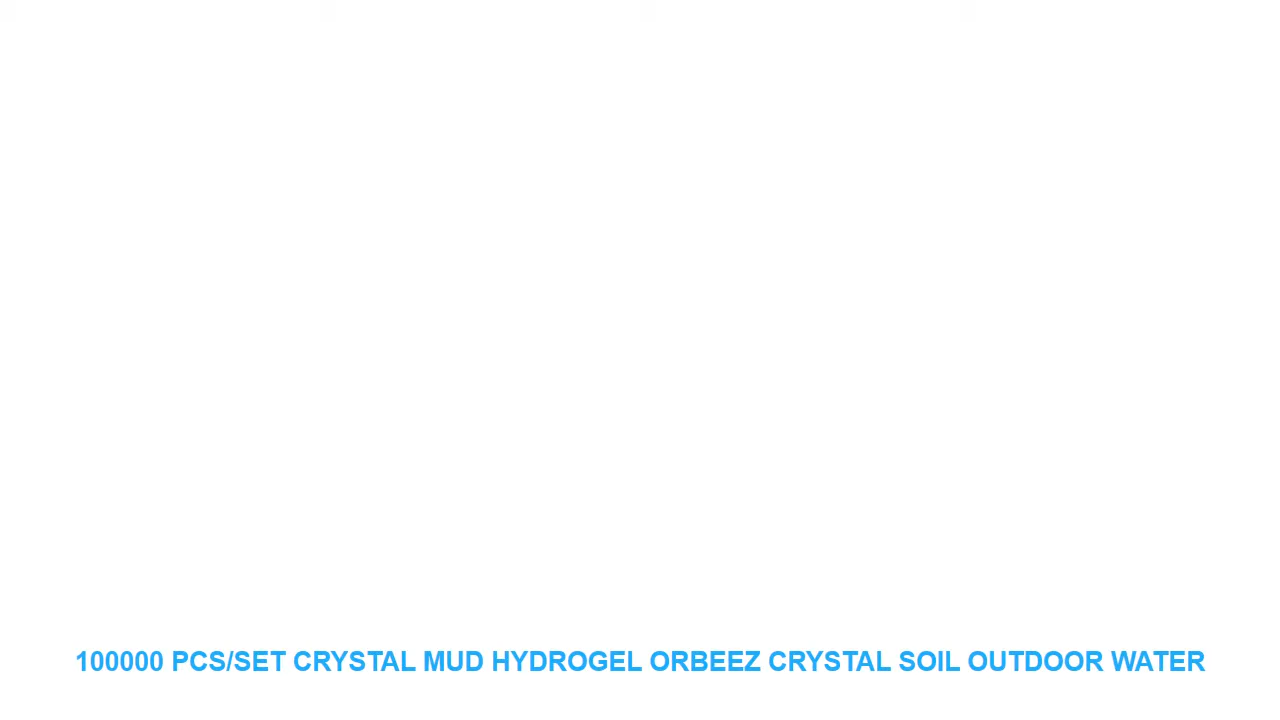 100000 PCS/SET CRYSTAL MUD HYDROGEL ORBEEZ CRYSTAL SOIL OUTDOOR WATER